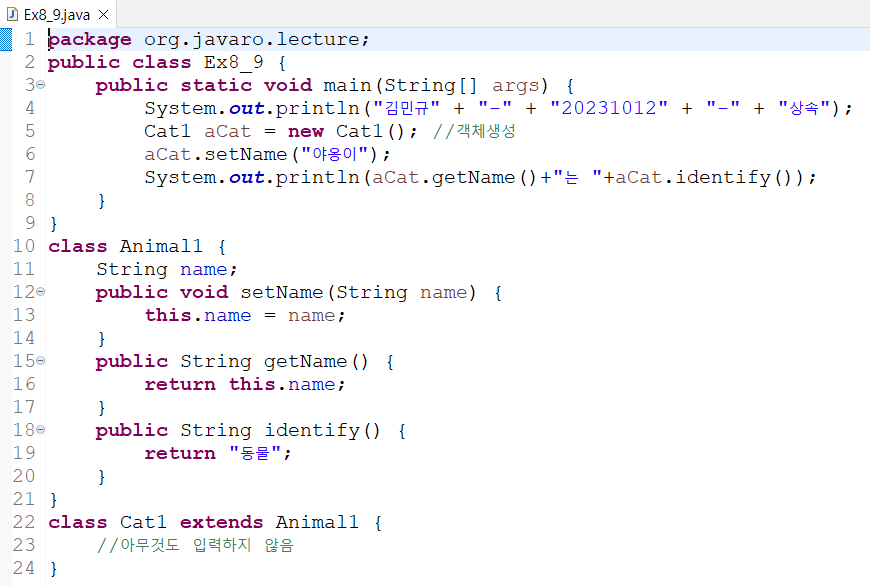 Ex8_9.java
1 package org.javaro.lecture;
2 public class Ex8_9 {
3 public static void main(String[] args) {
4 System.out.println("김민규" + "-" + "20231012" + "-" + "상속");
5 Cat1 aCat = new Cat1(); //객체생성
6 aCat.setName("야옹이");
7 System.out.println(aCat.getName()+"는 "+aCat.identify());
8 }
9 }
10 class Animal1 {
11 String name;
12 public void setName(String name) {
13 this.name = name;
14 }
15 public String getName() {
16 return this.name;
17 }
18 public String identify() {
19 return "동물";
20 }
21 }
22 class Cat1 extends Animal1 {
23 //아무것도 입력하지 않음
24 }